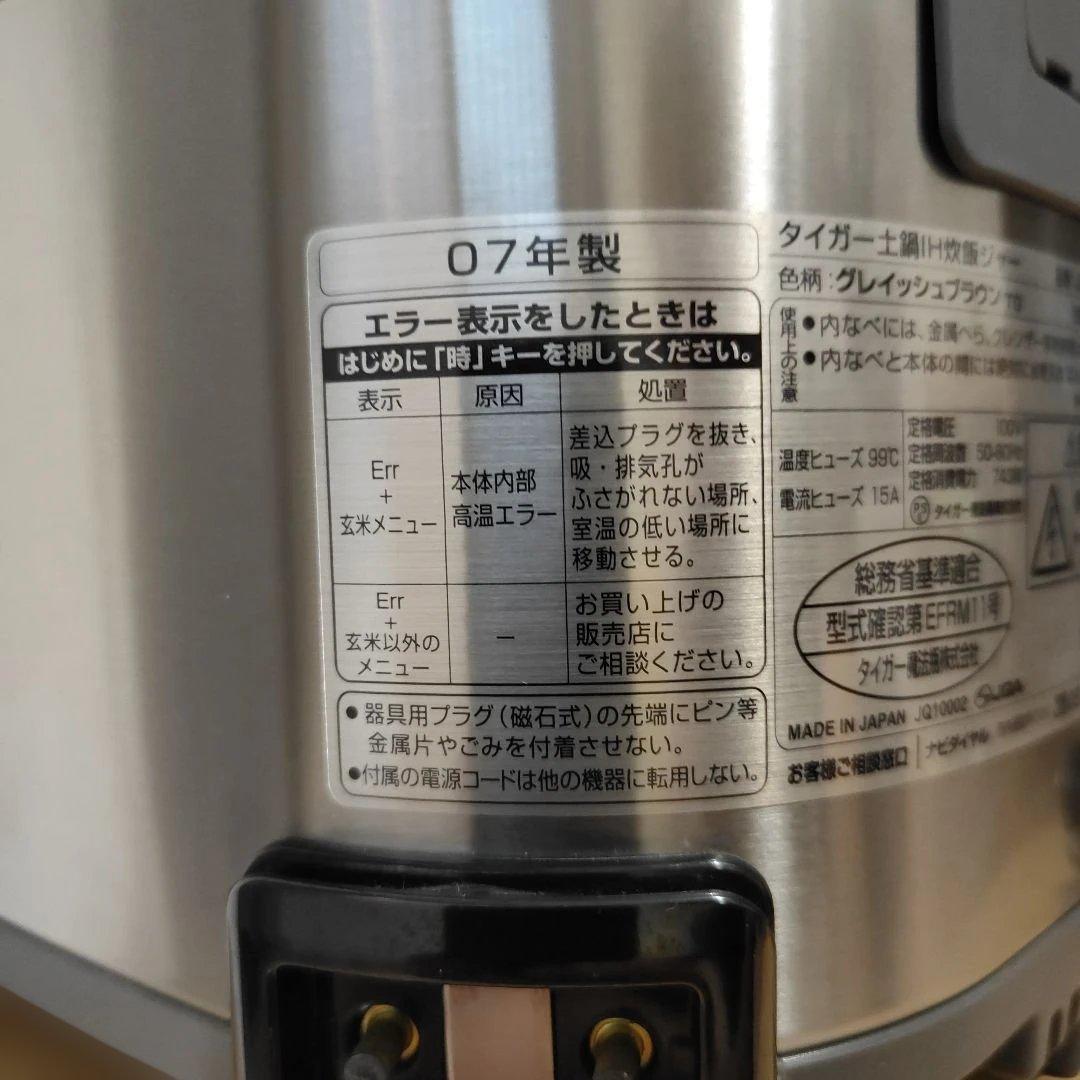 07年製
エラー表示をしたときは
はじめに「時」キーを押してください。
表示 原因 処置
Err
+
玄米メニュー
本体内部
高温エラー
差込プラグを抜き、
吸・排気孔が
ふさがれない場所、
室温の低い場所に
移動させる。
Err
+
玄米以外の
メニュー
－
お買い上げの
販売店に
ご相談ください。
●器具用プラグ(磁石式)の先端にピン等
金属片やごみを付着させない。
●付属の電源コードは他の機器に転用しない。
タイガー土鍋IH炊飯ジャー
色柄:グレイッシュブラウン
使用上の注意
●内なべには、金属へら、クレンザー
●内なべと本体の間には
温度ヒューズ 99℃
電流ヒューズ 15A
定格電圧 100V
定格周波数 50-60Hz
定格消費電力
PS
タイガー
総務省基準適合
型式確認第EFRM11号
タイガー魔法瓶株式会社
MADE IN JAPAN JQ10002
お客様ご相談窓口 ナビダイヤル